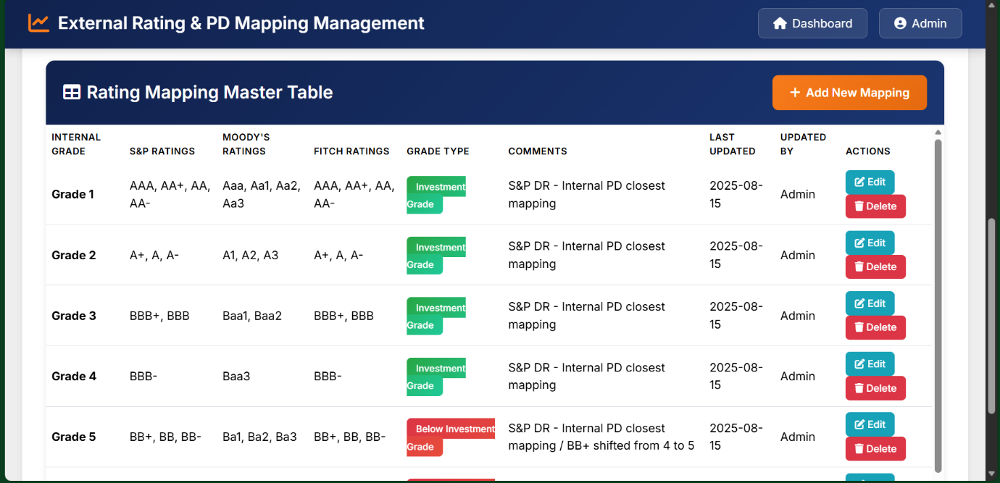 External Rating & PD Mapping Management
Dashboard
Admin
Rating Mapping Master Table
+ Add New Mapping
INTERNAL GRADE
S&P RATINGS
MOODY'S RATINGS
FITCH RATINGS
GRADE TYPE
COMMENTS
LAST UPDATED
UPDATED BY
ACTIONS
Grade 1
AAA, AA+, AA,
AA-
Aaa, Aa1, Aa2,
Aa3
AAA, AA+, AA,
AA-
Investment
Grade
S&P DR - Internal PD closest
mapping
2025-08-
15
Admin
Edit
Delete
Grade 2
A+, A, A-
A1, A2, A3
A+, A, A-
Investment
Grade
S&P DR - Internal PD closest
mapping
2025-08-
15
Admin
Edit
Delete
Grade 3
BBB+, BBB
Baa1, Baa2
BBB+, BBB
Investment
Grade
S&P DR - Internal PD closest
mapping
2025-08-
15
Admin
Edit
Delete
Grade 4
BBB-
Baa3
BBB-
Investment
Grade
S&P DR - Internal PD closest
mapping
2025-08-
15
Admin
Edit
Delete
Grade 5
BB+, BB, BB-
Ba1, Ba2, Ba3
BB+, BB, BB-
Below Investment
Grade
S&P DR - Internal PD closest
mapping / BB+ shifted from 4 to 5
2025-08-
15
Admin
Edit
Delete